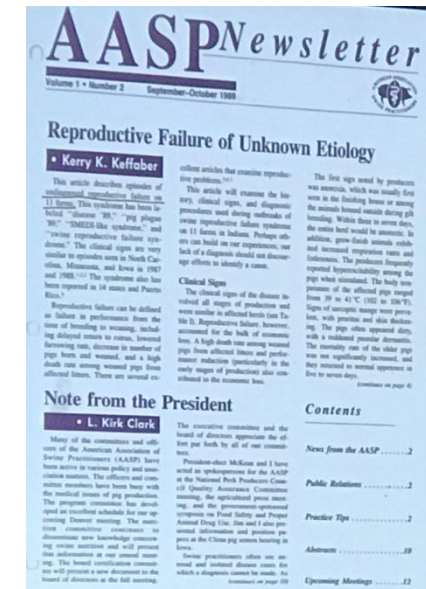 AASP Newsletter
Volume 1 • Number 2 September-October 1989
Reproductive Failure of Unknown Etiology
• Kerry K. Keffaber
This article describes episodes of
undiagnosed reproductive failure on
11 farms. This syndrome has been la-
beled "disease '89," "pig plague
'89," "SMEDI-like syndrome," and
"swine reproductive failure syn-
drome." The clinical signs are very
similar to episodes seen in North Car-
olina, Minnesota, and Iowa in 1987
and 1988. The syndrome also has
been reported in 14 states and Puerto
Rico.
Reproductive failure can be defined
as failure in performance from the
time of breeding to weaning, includ-
ing delayed return to estrus, lowered
farrowing rate, decrease in number of
pigs born and weaned, and a high
death rate among weaned pigs from
affected litters. There are several ex-
cellent articles that examine reproduc-
tive problems.
This article will examine the his-
tory, clinical signs, and diagnostic
procedures used during outbreaks of
swine reproductive failure syndrome
on 11 farms in Indiana. Perhaps oth-
ers can build on our experiences; our
lack of a diagnosis should not discour-
age efforts to identify a cause.
Clinical Signs
The clinical signs of the disease in-
volved all stages of production and
were similar in affected herds (see Ta-
ble I). Reproductive failure, however,
accounted for the bulk of economic
loss. A high death rate among weaned
pigs from affected litters and perfor-
mance reduction (particularly in the
early stages of production) also con-
tributed to the economic loss.
The first sign noted by producers
was anorexia, which was usually first
seen in the finishing house or among
the animals housed outside during gilt
breeding. Within three to seven days,
the entire herd would be anorectic. In
addition, grow-finish animals exhib-
ited increased respiration rates and
listlessness. The producers frequently
reported hyperexcitability among the
pigs when stimulated. The body tem-
perature of the affected pigs ranged
from 39 to 41°C (102 to 106°F).
Signs of sarcoptic mange were preva-
lent, with pruritus and skin thicken-
ing. The pigs often appeared dirty,
with a reddened papular dermatitis.
The mortality rate of the older pigs
was not significantly increased, and
they returned to normal appearance in
five to seven days.
(continues on page 4)
Note from the President
• L. Kirk Clark
Many of the committees and offi-
cers of the American Association of
Swine Practitioners (AASP) have
been active in various policy and asso-
ciation matters. The officers and com-
mittee members have been busy with
the medical issues of pig production.
The program committee has devel-
oped an excellent schedule for our up-
coming Denver meeting. The nutri-
tion committee continues to
disseminate new knowledge concern-
ing swine nutrition and will present
that information at our annual meet-
ing. The board certification commit-
tee will present a new document to the
board of directors at the fall meeting.
The executive committee and the
board of directors appreciate the ef-
fort put forth by all of our commit-
tees.
President-elect McKean and I have
acted as spokespersons for the AASP
at the National Pork Producers Coun-
cil Quality Assurance Committee
meeting, the agricultural press meet-
ing, and the government-sponsored
symposia on Food Safety and Proper
Animal Drug Use. Jim and I also pre-
sented information and position pa-
pers at the China pig semen hearing in
Iowa.
Swine practitioners often see un-
usual and isolated disease cases for
which a diagnosis cannot be made. As
(continues on page 10)
Contents
News from the AASP .......2
Public Relations ........2
Practice Tips ........2
Abstracts ........10
Upcoming Meetings ......12